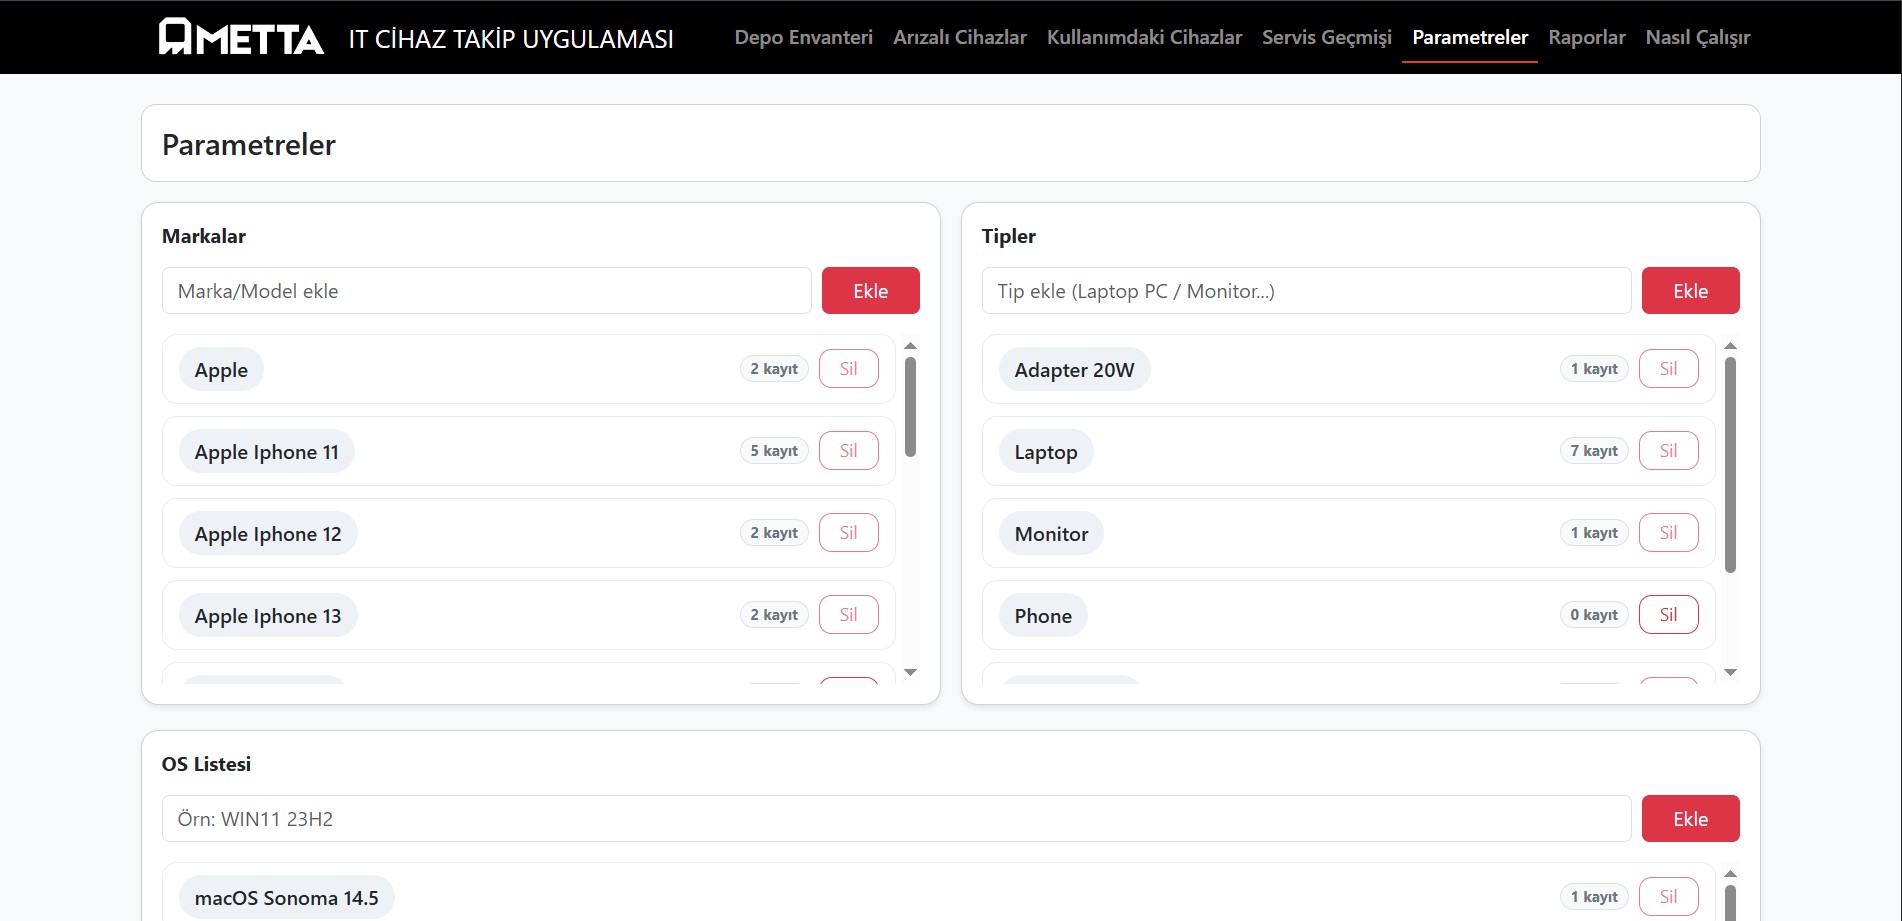 METTA IT CİHAZ TAKİP UYGULAMASI Depo Envanteri Arızalı Cihazlar Kullanımdaki Cihazlar Servis Geçmişi Parametreler Raporlar Nasıl Çalışır
Parametreler
Markalar
Marka/Model ekle Ekle
Apple 2 kayıt Sil
Apple Iphone 11 5 kayıt Sil
Apple Iphone 12 2 kayıt Sil
Apple Iphone 13 2 kayıt Sil
Tipler
Tip ekle (Laptop PC / Monitor...) Ekle
Adapter 20W 1 kayıt Sil
Laptop 7 kayıt Sil
Monitor 1 kayıt Sil
Phone 0 kayıt Sil
OS Listesi
Örn: WIN11 23H2 Ekle
macOS Sonoma 14.5 1 kayıt Sil